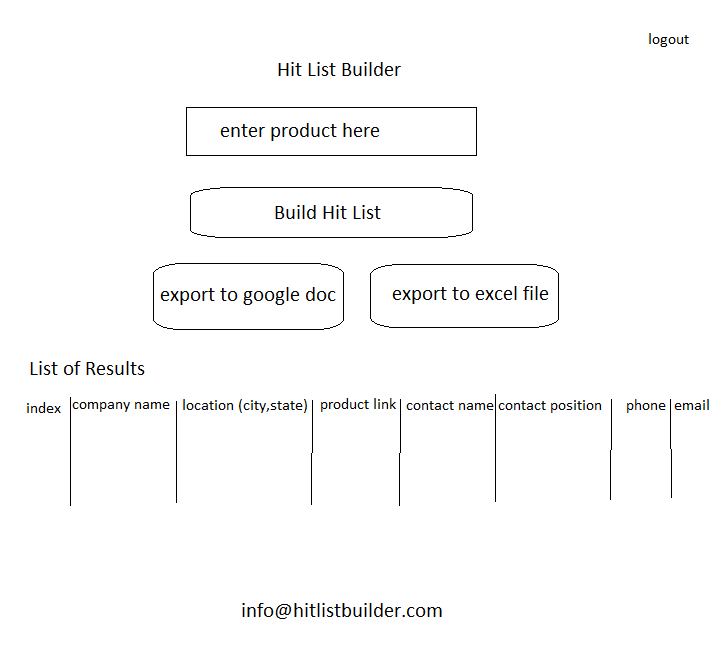 logout
Hit List Builder
enter product here
Build Hit List
export to google doc export to excel file
List of Results
index company name location (city,state) product link contact name contact position phone email
info@hitlistbuilder.com